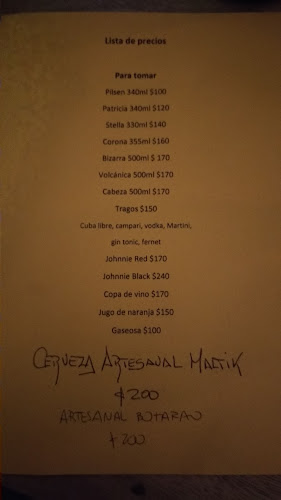 Lista de precios
Para tomar
Pilsen 340ml $100
Patricia 340ml $120
Stella 330ml $140
Corona 355ml $160
Bizarra 500ml $ 170
Volcánica 500ml $170
Cabeza 500ml $170
Tragos $150
Cuba libre, campari, vodka, Martini,
gin tonic, fernet
Johnnie Red $170
Johnnie Black $240
Copa de vino $170
Jugo de naranja $150
Gaseosa $100
CERVEZA ARTESANAL
$200
ARTESANAL
$200